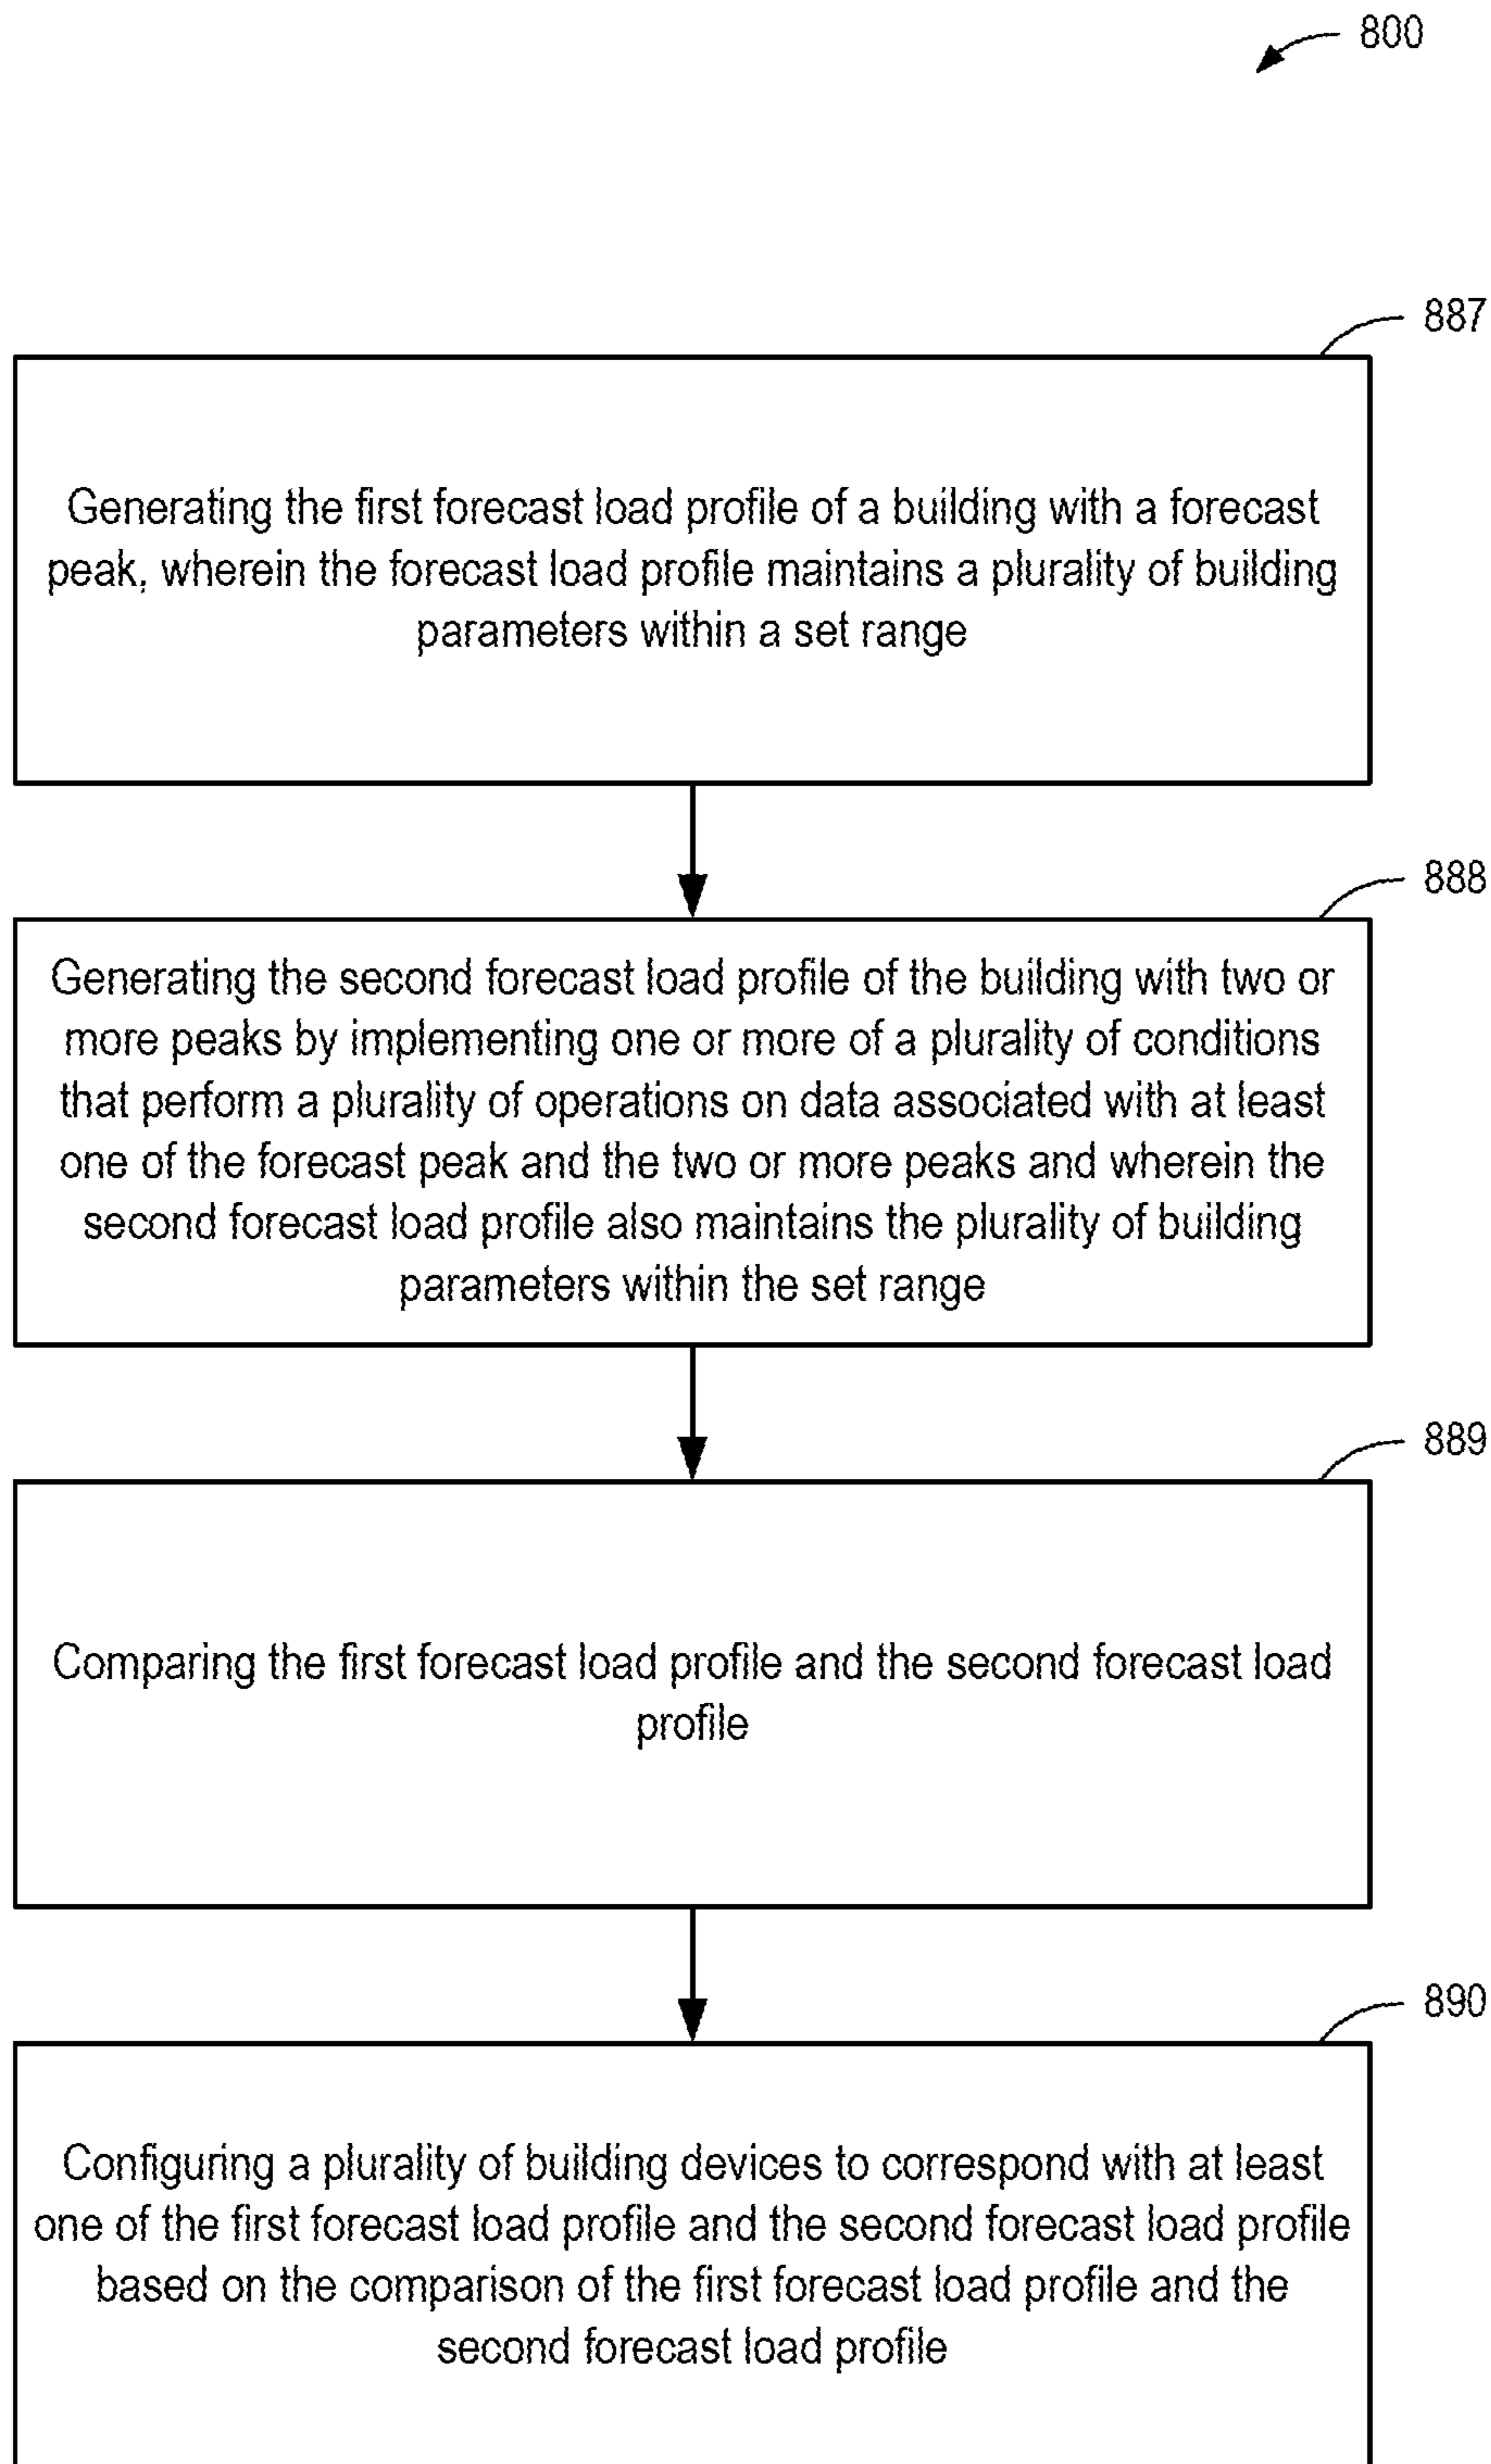 800
887
Generating the first forecast load profile of a building with a forecast
peak, wherein the forecast load profile maintains a plurality of building
parameters within a set range
888
Generating the second forecast load profile of the building with two or
more peaks by implementing one or more of a plurality of conditions
that perform a plurality of operations on data associated with at least
one of the forecast peak and the two or more peaks and wherein the
second forecast load profile also maintains the plurality of building
parameters within the set range
889
Comparing the first forecast load profile and the second forecast load
profile
890
Configuring a plurality of building devices to correspond with at least
one of the first forecast load profile and the second forecast load profile
based on the comparison of the first forecast load profile and the
second forecast load profile